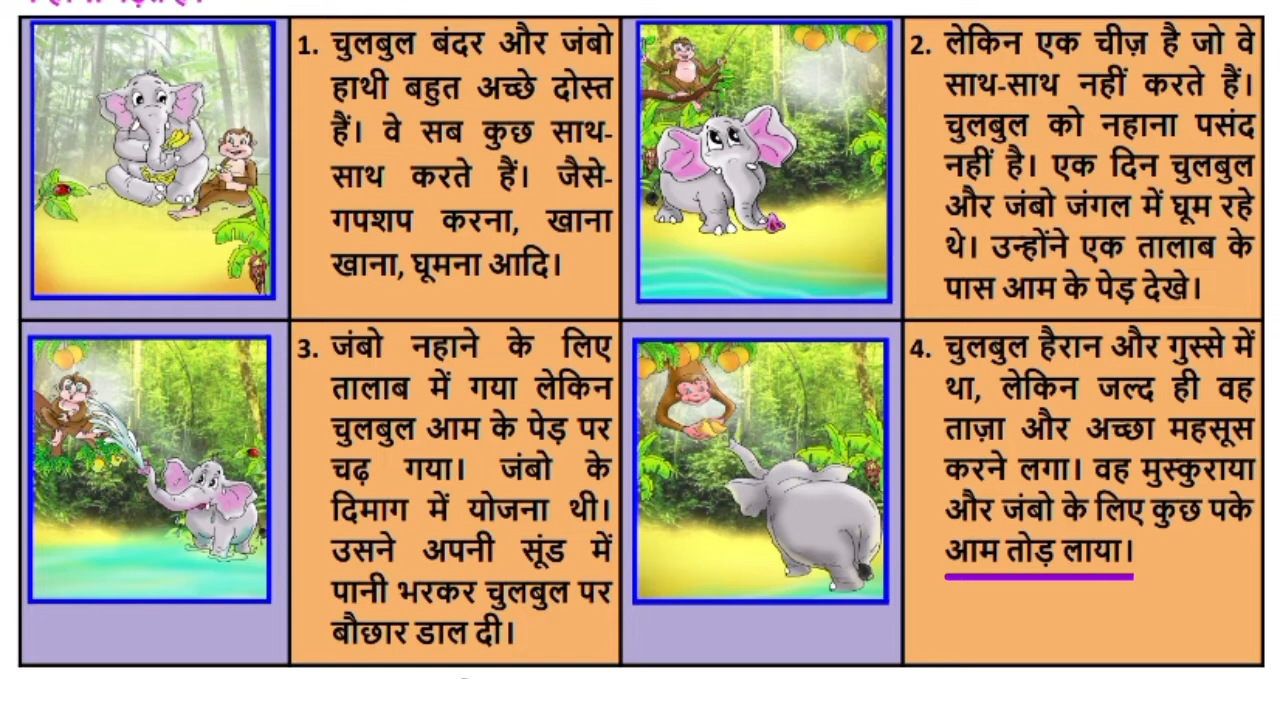 1. चुलबुल बंदर और जंबो
हाथी बहुत अच्छे दोस्त
हैं। वे सब कुछ साथ-
साथ करते हैं। जैसे-
गपशप करना, खाना
खाना, घूमना आदि।
2. लेकिन एक चीज़ है जो वे
साथ-साथ नहीं करते हैं।
चुलबुल को नहाना पसंद
नहीं है। एक दिन चुलबुल
और जंबो जंगल में घूम रहे
थे। उन्होंने एक तालाब के
पास आम के पेड़ देखे।
3. जंबो नहाने के लिए
तालाब में गया लेकिन
चुलबुल आम के पेड़ पर
चढ़ गया। जंबो के
दिमाग में योजना थी।
उसने अपनी सूंड में
पानी भरकर चुलबुल पर
बौछार डाल दी।
4. चुलबुल हैरान और गुस्से में
था, लेकिन जल्द ही वह
ताज़ा और अच्छा महसूस
करने लगा। वह मुस्कुराया
और जंबो के लिए कुछ पके
आम तोड़ लाया।